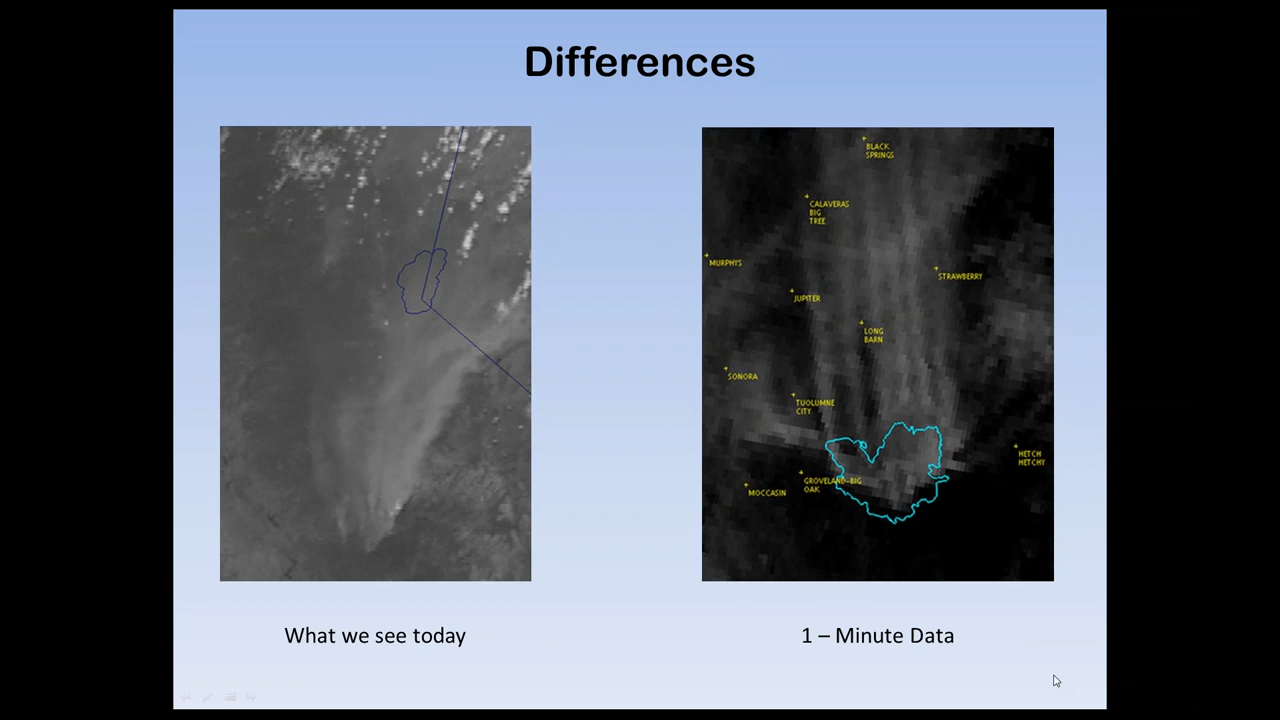 Differences
BLACK
SPRINGS
CALAVERAS
BIG
TREE
MURPHYS
STRAWBERRY
JUPITER
LONG
BARN
SONORA
TUOLUMNE
CITY
HETCH
HETCHY
GROVELAND-BIG
OAK
MOCCASIN
What we see today
1 – Minute Data